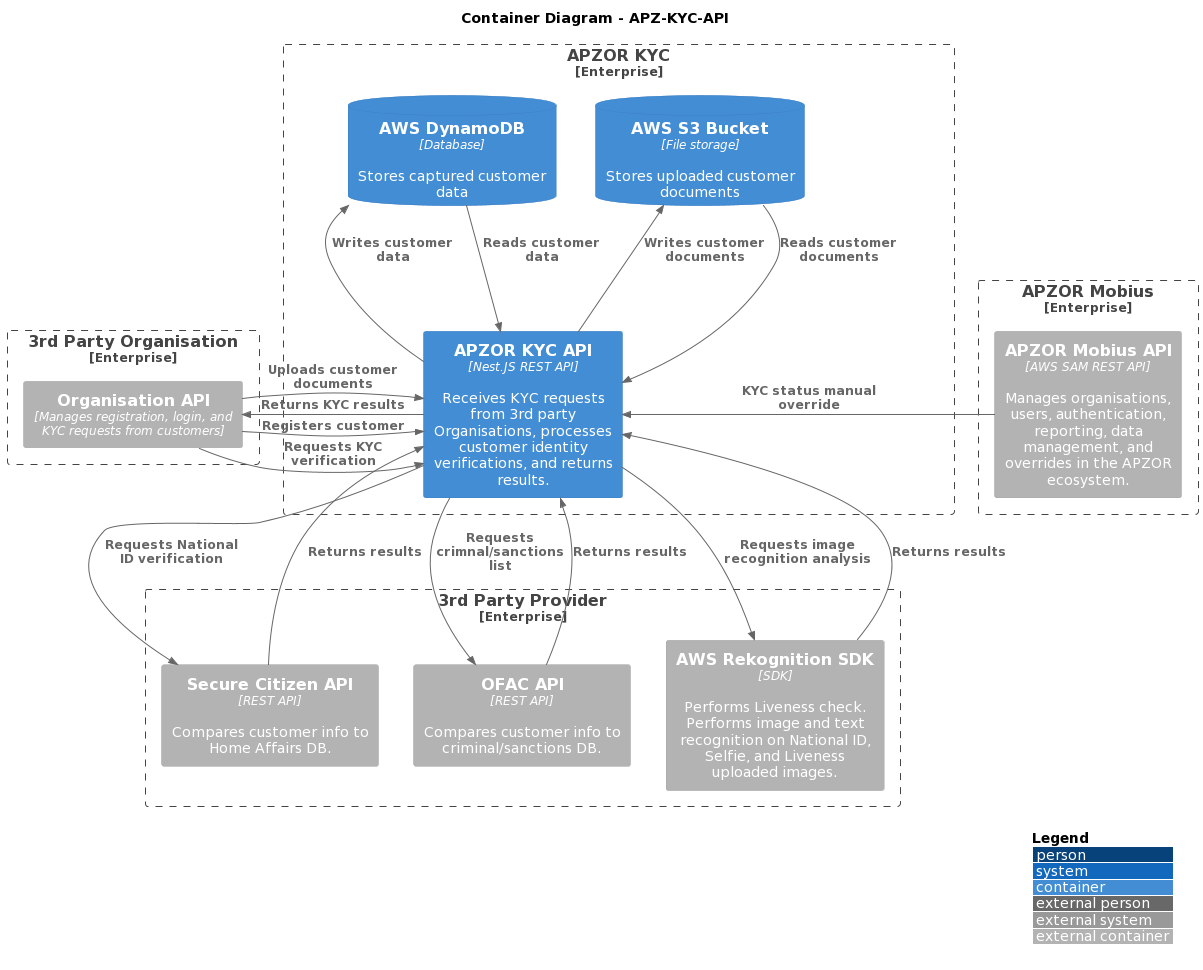 Container Diagram - APZ-KYC-API
APZOR KYC
[Enterprise]
AWS DynamoDB
[Database]
Stores captured customer
data
AWS S3 Bucket
[File storage]
Stores uploaded customer
documents
Writes customer
data
Reads customer
data
Writes customer
documents
Reads customer
documents
APZOR Mobius
[Enterprise]
APZOR Mobius API
[AWS SAM REST API]
Manages organisations,
users, authentication,
reporting, data
management, and
overrides in the APZOR
ecosystem.
3rd Party Organisation
[Enterprise]
Organisation API
[Manages registration, login, and
KYC requests from customers]
Uploads customer
documents
Returns KYC results
Registers customer
Requests KYC
verification
APZOR KYC API
[Nest.JS REST API]
Receives KYC requests
from 3rd party
Organisations, processes
customer identity
verifications, and returns
results.
KYC status manual
override
Requests National
ID verification
Returns results
Requests
crimnal/sanctions
list
Returns results
Requests image
recognition analysis
Returns results
3rd Party Provider
[Enterprise]
Secure Citizen API
[REST API]
Compares customer info to
Home Affairs DB.
OFAC API
[REST API]
Compares customer info to
criminal/sanctions DB.
AWS Rekognition SDK
[SDK]
Performs Liveness check.
Performs image and text
recognition on National ID,
Selfie, and Liveness
uploaded images.
Legend
person
system
container
external person
external system
external container